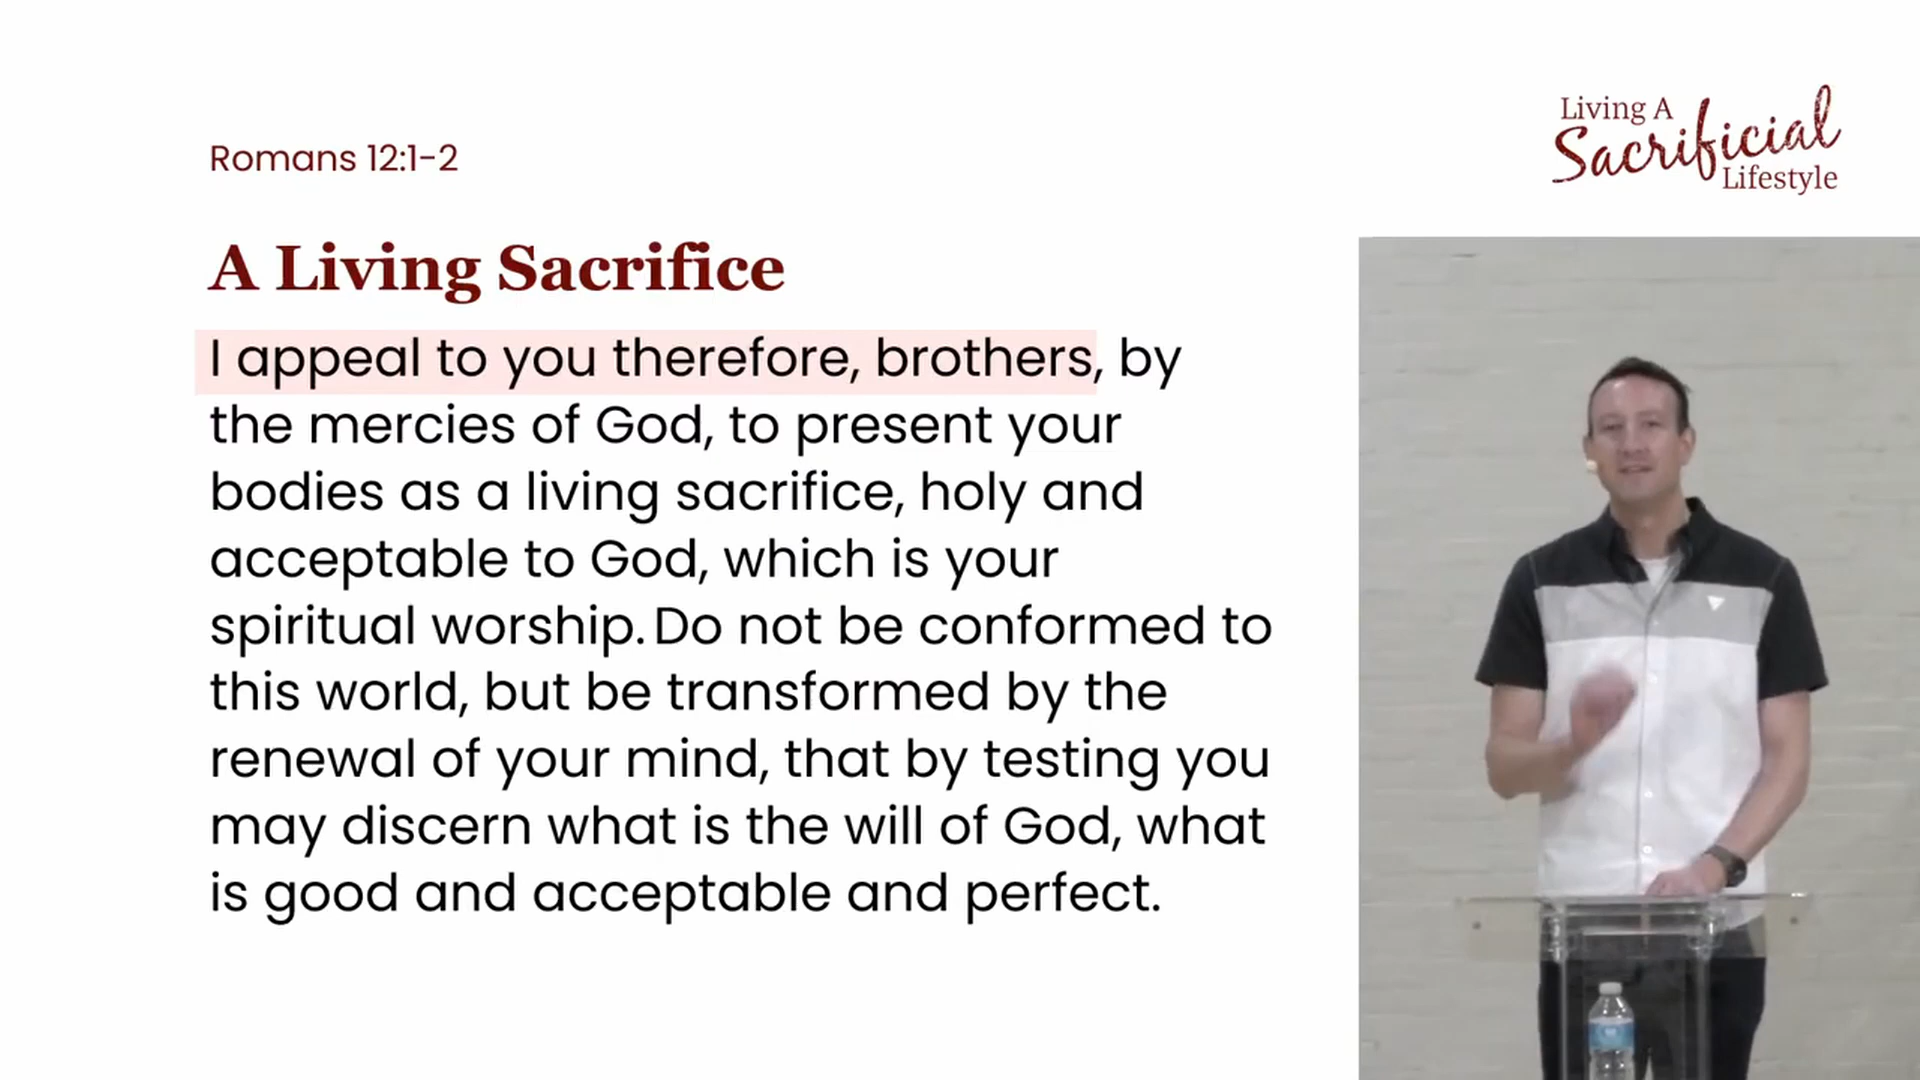 Living A
Sacrificial
Lifestyle
Romans 12:1-2
A Living Sacrifice
I appeal to you therefore, brothers, by
the mercies of God, to present your
bodies as a living sacrifice, holy and
acceptable to God, which is your
spiritual worship. Do not be conformed to
this world, but be transformed by the
renewal of your mind, that by testing you
may discern what is the will of God, what
is good and acceptable and perfect.